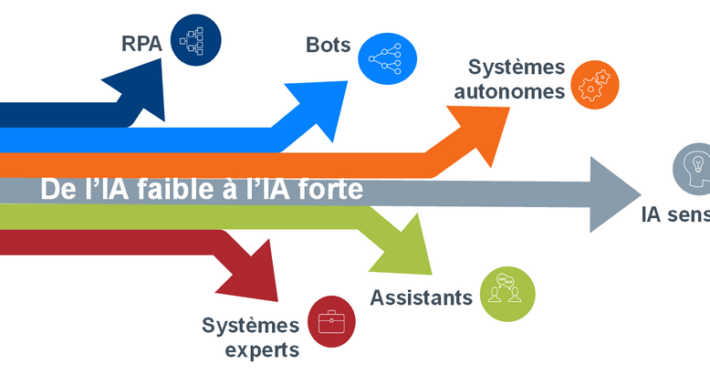 RPA
Bots
Systèmes
autonomes
De l’IA faible à l’IA forte
IA sens
Assistants
Systèmes
experts